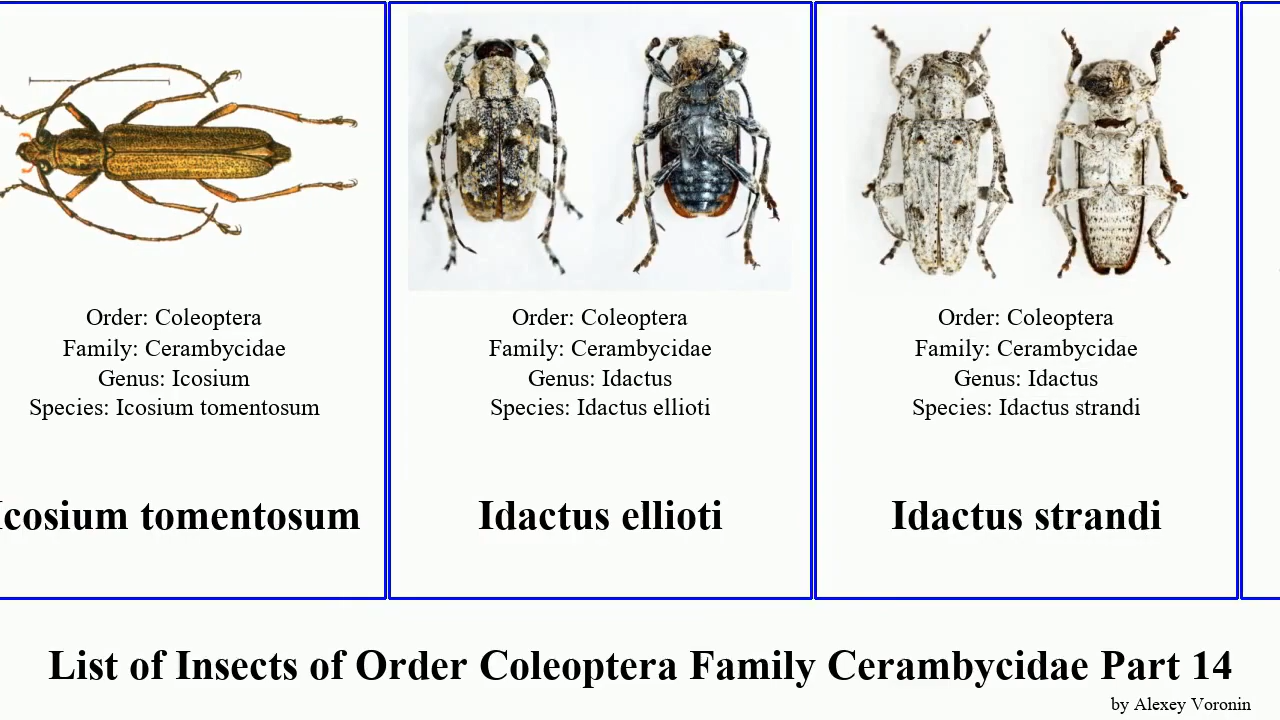 Order: Coleoptera
Family: Cerambycidae
Genus: Icosium
Species: Icosium tomentosum
Icosium tomentosum
Order: Coleoptera
Family: Cerambycidae
Genus: Idactus
Species: Idactus ellioti
Idactus ellioti
Order: Coleoptera
Family: Cerambycidae
Genus: Idactus
Species: Idactus strandi
Idactus strandi
List of Insects of Order Coleoptera Family Cerambycidae Part 14
by Alexey Voronin